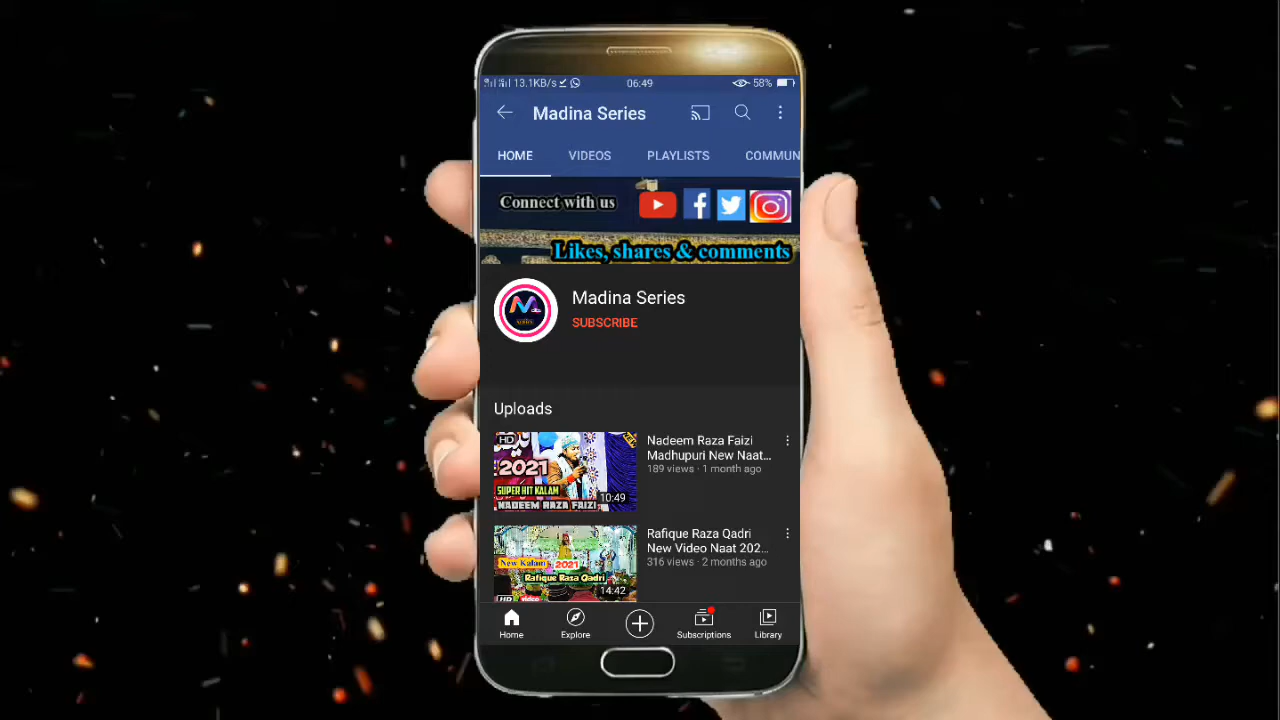 13.1KB/s 06:49 58%
Madina Series
HOME VIDEOS PLAYLISTS COMMUN
Connect with us
Likes, shares & comments
Madina Series
SUBSCRIBE
Uploads
HD
2021
SUPER HIT KALAM
NADEEM RAZA FAIZI
10:49
Nadeem Raza Faizi
Madhupuri New Naat...
189 views · 1 month ago
New Kalam 2021
Rafique Raza Qadri
HD video
14:42
Rafique Raza Qadri
New Video Naat 202...
316 views · 2 months ago
Home Explore Subscriptions Library